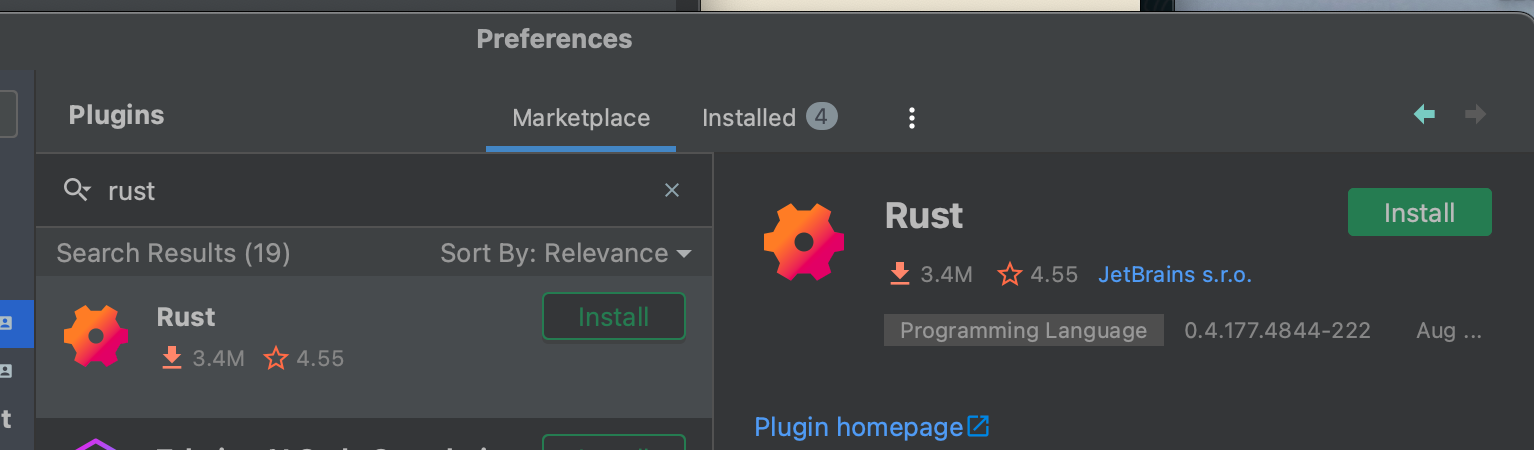 Preferences
Plugins
Marketplace
Installed 4
rust
Search Results (19)
Sort By: Relevance
Rust
Install
3.4M 4.55
Rust
Install
3.4M 4.55 JetBrains s.r.o.
Programming Language 0.4.177.4844-222 Aug ...
Plugin homepage
t